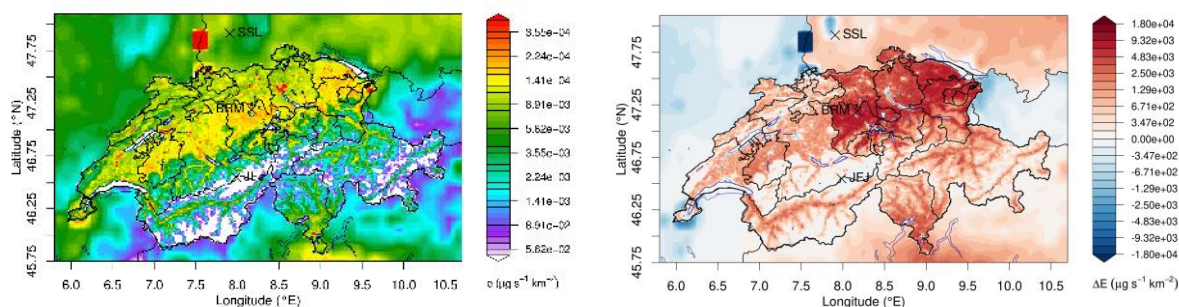 47.75
47.25
46.75
46.25
45.75
Latitude (°N)
SSL
BRM
JFJ
6.0 6.5 7.0 7.5 8.0 8.5 9.0 9.5 10.0 10.5
Longitude (°E)
3.55e−04
2.24e−04
1.41e−04
8.91e−03
5.62e−03
3.55e−03
2.24e−03
1.41e−03
8.91e−02
5.62e−02
(µg s⁻¹ km⁻²)
47.75
47.25
46.75
46.25
45.75
Latitude (°N)
SSL
BRM
JFJ
6.0 6.5 7.0 7.5 8.0 8.5 9.0 9.5 10.0 10.5
Longitude (°E)
1.80e+04
9.32e+03
4.83e+03
2.50e+03
1.29e+03
6.71e+02
3.47e+02
0.00e+00
-3.47e+02
-6.71e+02
-1.29e+03
-2.50e+03
-4.83e+03
-9.32e+03
-1.80e+04
ΔE (µg s⁻¹ km⁻²)